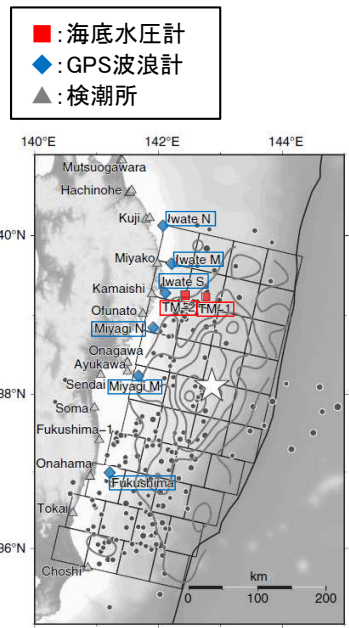 ■:海底水圧計
◆:GPS波浪計
▲:検潮所
140°E
142°E
144°E
Mutsuogawara
Hachinohe
Kuji
Iwate N
40°N
Miyako
Iwate M
Iwate S
Kamaishi
TM-2
TM-1
Ofunato
Miyagi N
Onagawa
Ayukawa
38°N
Sendai
Miyagi M
Soma
Fukushima-1
Onahama
Fukushima
Tokai
36°N
Choshi
km
0 100 200